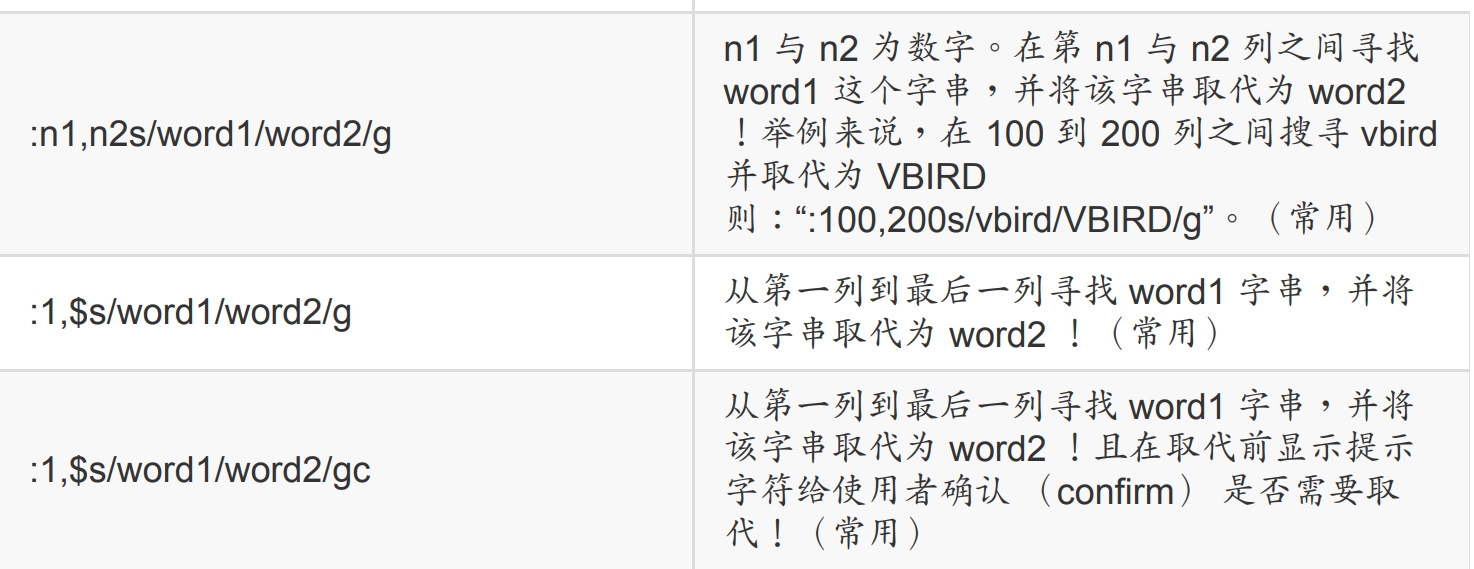 :n1,n2s/word1/word2/g
n1 与 n2 为数字。在第 n1 与 n2 列之间寻找
word1 这个字串，并将该字串取代为 word2
！举例来说，在 100 到 200 列之间搜寻 vbird
并取代为 VBIRD
则：“:100,200s/vbird/VBIRD/g”。（常用）
:1,$s/word1/word2/g
从第一列到最后一列寻找 word1 字串，并将
该字串取代为 word2 ！（常用）
:1,$s/word1/word2/gc
从第一列到最后一列寻找 word1 字串，并将
该字串取代为 word2 ！且在取代前显示提示
字符给使用者确认 （confirm） 是否需要取
代！（常用）